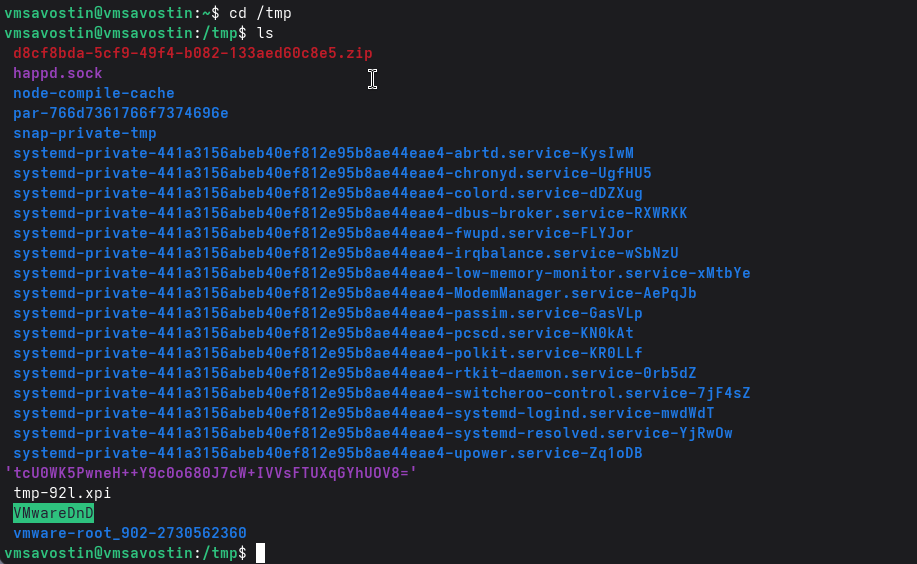 vmsavostin@vmsavostin:~$ cd /tmp
vmsavostin@vmsavostin:/tmp$ ls
d8cf8bda-5cf9-49f4-b082-133aed60c8e5.zip
happd.sock
node-compile-cache
par-766d7361766f7374696e
snap-private-tmp
systemd-private-441a3156abeb40ef812e95b8ae44eae4-abrtd.service-KysIwM
systemd-private-441a3156abeb40ef812e95b8ae44eae4-chronyd.service-UgfHU5
systemd-private-441a3156abeb40ef812e95b8ae44eae4-colord.service-dDZXug
systemd-private-441a3156abeb40ef812e95b8ae44eae4-dbus-broker.service-RXWRKK
systemd-private-441a3156abeb40ef812e95b8ae44eae4-fwupd.service-FLYJor
systemd-private-441a3156abeb40ef812e95b8ae44eae4-irqbalance.service-wSbNzU
systemd-private-441a3156abeb40ef812e95b8ae44eae4-low-memory-monitor.service-xMtbYe
systemd-private-441a3156abeb40ef812e95b8ae44eae4-ModemManager.service-AePqJb
systemd-private-441a3156abeb40ef812e95b8ae44eae4-passim.service-GasVLp
systemd-private-441a3156abeb40ef812e95b8ae44eae4-pcscd.service-KN0kAt
systemd-private-441a3156abeb40ef812e95b8ae44eae4-polkit.service-KR0LLf
systemd-private-441a3156abeb40ef812e95b8ae44eae4-rtkit-daemon.service-0rb5dZ
systemd-private-441a3156abeb40ef812e95b8ae44eae4-switcheroo-control.service-7jF4sZ
systemd-private-441a3156abeb40ef812e95b8ae44eae4-systemd-logind.service-mwdWdT
systemd-private-441a3156abeb40ef812e95b8ae44eae4-systemd-resolved.service-YjRwOw
systemd-private-441a3156abeb40ef812e95b8ae44eae4-upower.service-Zq1oDB
'tcU0WK5PwneH++Y9c0o680J7cW+IVVsFTUXqGYhUOV8='
tmp-92l.xpi
VMwareDnD
vmware-root_902-2730562360
vmsavostin@vmsavostin:/tmp$